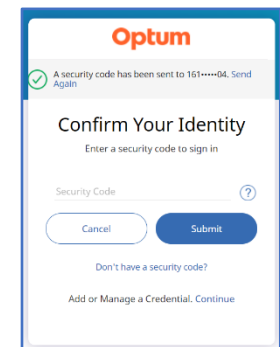 Optum
A security code has been sent to 161•••••04. Send
Again
Confirm Your Identity
Enter a security code to sign in
Security Code
?
Cancel
Submit
Don't have a security code?
Add or Manage a Credential. Continue